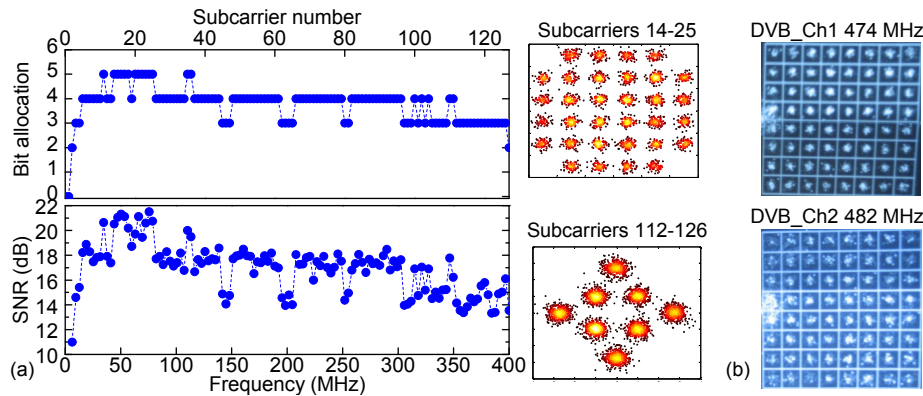 Subcarrier number
0 20 40 60 80 100 120
Bit allocation
6
5
4
3
2
1
0
SNR (dB)
22
20
18
16
14
12
10
0 50 100 150 200 250 300 350 400
Frequency (MHz)
(a)
Subcarriers 14-25
Subcarriers 112-126
DVB_Ch1 474 MHz
DVB_Ch2 482 MHz
(b)